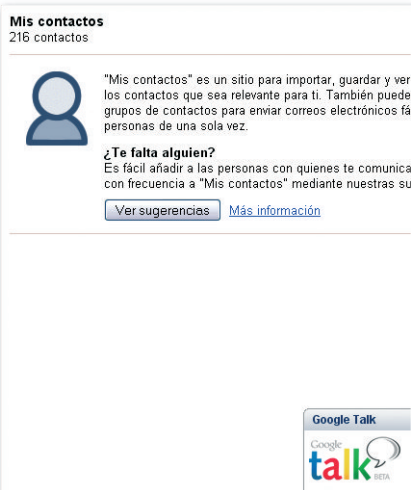 Mis contactos
216 contactos
"Mis contactos" es un sitio para importar, guardar y ver
los contactos que sea relevante para ti. También puede
grupos de contactos para enviar correos electrónicos fá
personas de una sola vez.
¿Te falta alguien?
Es fácil añadir a las personas con quienes te comunica
con frecuencia a "Mis contactos" mediante nuestras su
Ver sugerencias Más información
Google Talk
Google
talk
BETA